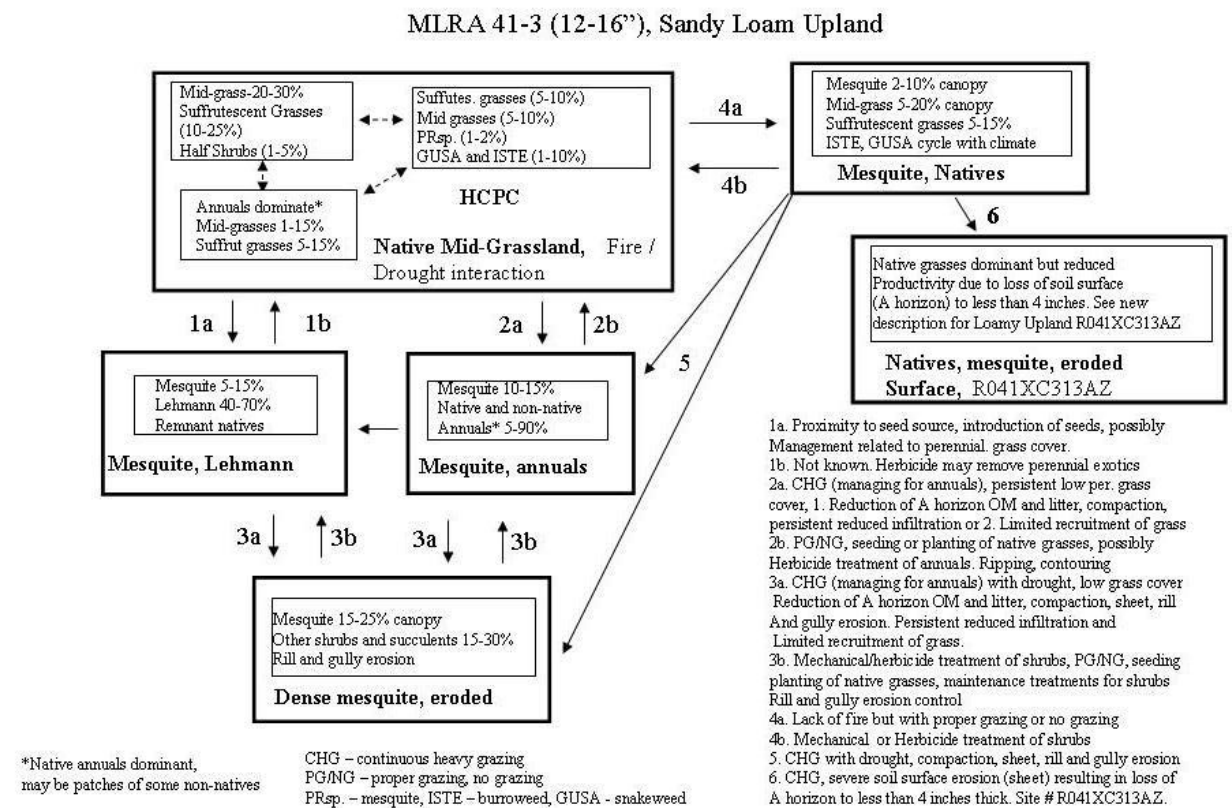 MLRA 41-3 (12-16”), Sandy Loam Upland
Mid-grass-20-30%
Suffrutescent Grasses
(10-25%)
Half Shrubs (1-5%)
Suffutes. grasses (5-10%)
Mid grasses (5-10%)
PRsp. (1-2%)
GUSA and ISTE (1-10%)
HCPC
Annuals dominate*
Mid-grasses 1-15%
Suffrut grasses 5-15%
Native Mid-Grassland, Fire /
Drought interaction
4a
4b
Mesquite 2-10% canopy
Mid-grass 5-20% canopy
Suffrutescent grasses 5-15%
ISTE, GUSA cycle with climate
Mesquite, Natives
6
Native grasses dominant but reduced
Productivity due to loss of soil surface
(A horizon) to less than 4 inches. See new
description for Loamy Upland R041XC313AZ
Natives, mesquite, eroded
Surface, R041XC313AZ
1a
1b
2a
2b
5
Mesquite 5-15%
Lehmann 40-70%
Remnant natives
Mesquite, Lehmann
Mesquite 10-15%
Native and non-native
Annuals* 5-90%
Mesquite, annuals
3a
3b
3a
3b
Mesquite 15-25% canopy
Other shrubs and succulents 15-30%
Rill and gully erosion
Dense mesquite, eroded
1a. Proximity to seed source, introduction of seeds, possibly
Management related to perennial. grass cover.
1b. Not known. Herbicide may remove perennial exotics
2a. CHG (managing for annuals), persistent low per. grass
cover, 1. Reduction of A horizon OM and litter, compaction,
persistent reduced infiltration or 2. Limited recruitment of grass
2b. PG/NG, seeding or planting of native grasses, possibly
Herbicide treatment of annuals. Ripping, contouring
3a. CHG (managing for annuals) with drought, low grass cover
Reduction of A horizon OM and litter, compaction, sheet, rill
And gully erosion. Persistent reduced infiltration and
Limited recruitment of grass.
3b. Mechanical/herbicide treatment of shrubs, PG/NG, seeding
planting of native grasses, maintenance treatments for shrubs
Rill and gully erosion control
4a. Lack of fire but with proper grazing or no grazing
4b. Mechanical or Herbicide treatment of shrubs
5. CHG with drought, compaction, sheet, rill and gully erosion
6. CHG, severe soil surface erosion (sheet) resulting in loss of
A horizon to less than 4 inches thick. Site # R041XC313AZ.
*Native annuals dominant,
may be patches of some non-natives
CHG – continuous heavy grazing
PG/NG – proper grazing, no grazing
PRsp. – mesquite, ISTE – burroweed, GUSA - snakeweed